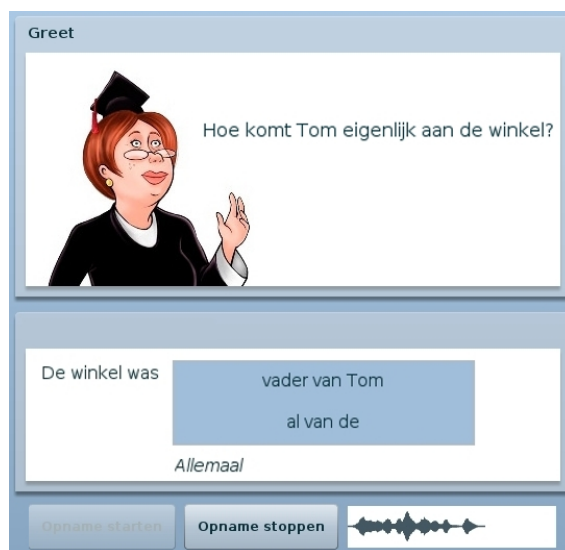 Greet
Hoe komt Tom eigenlijk aan de winkel?
De winkel was
vader van Tom
al van de
Allemaal
Opname starten
Opname stoppen